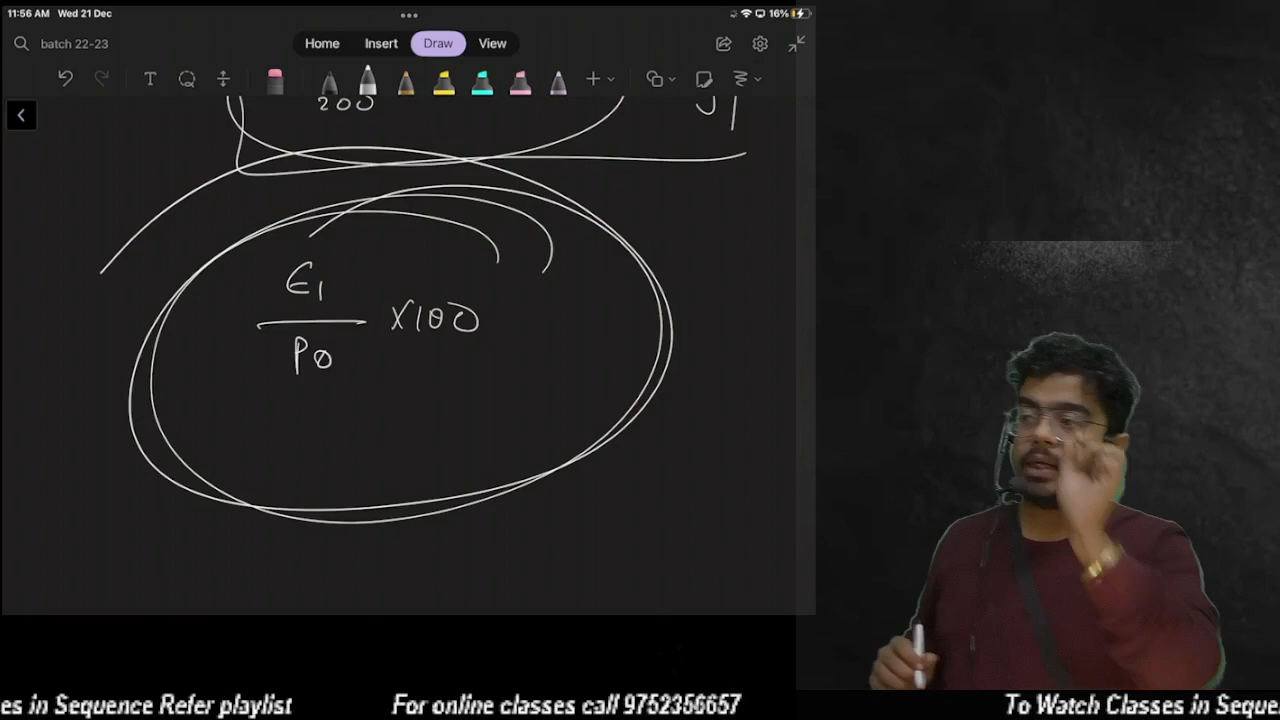 11:56 AM Wed 21 Dec
16%
batch 22-23
Home Insert Draw View
200
E1
P0
×100
es in Sequence Refer playlist For online classes call 9752356657 To Watch Classes in Seque